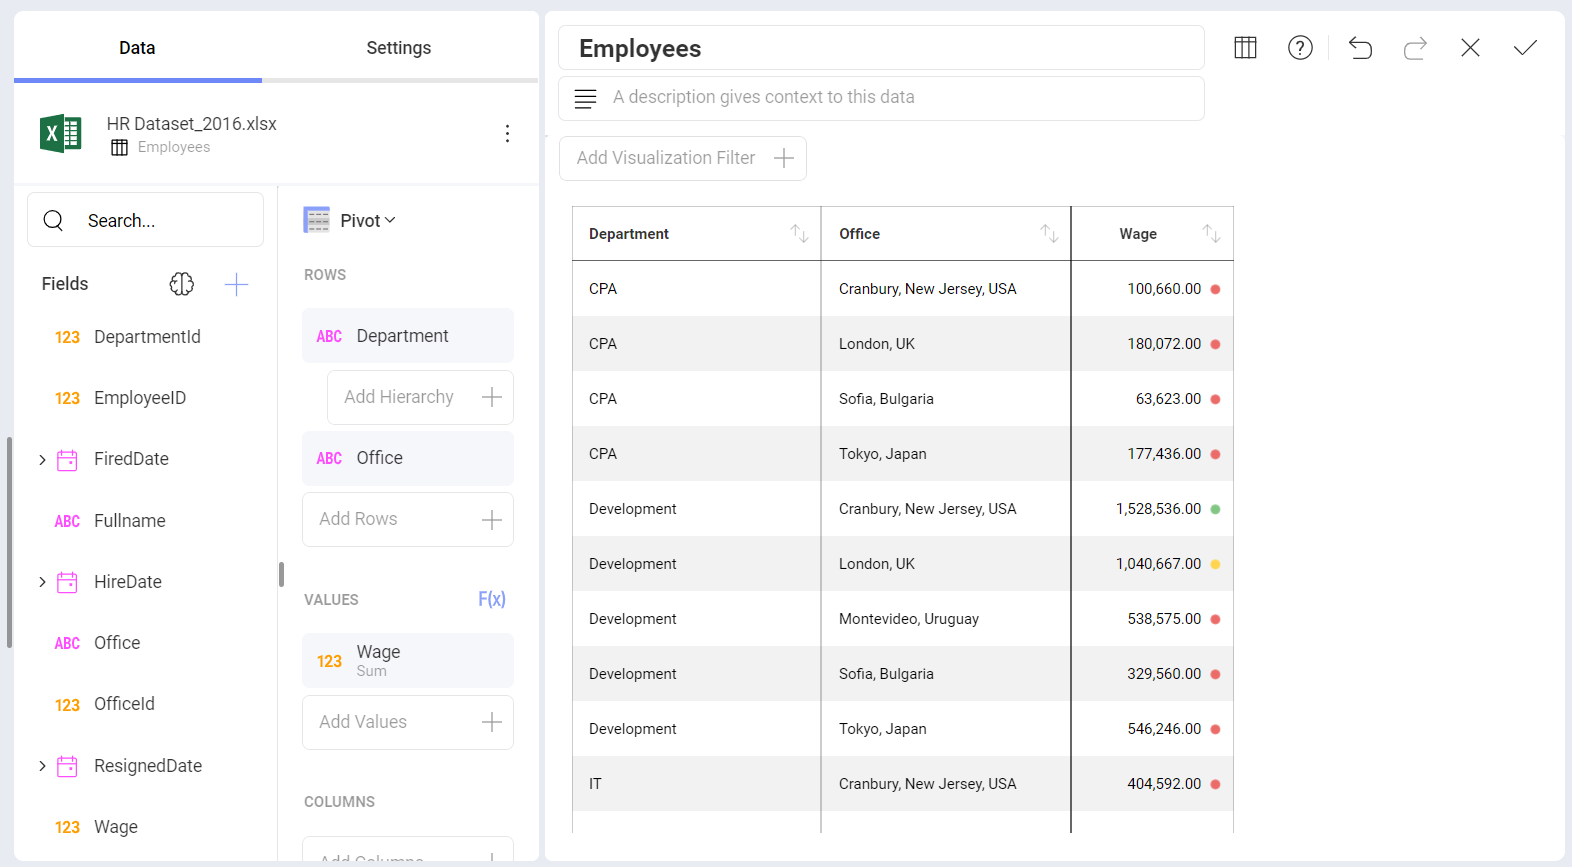 Data
Settings
HR Dataset_2016.xlsx
Employees
Search...
Fields
123 DepartmentId
123 EmployeeID
FiredDate
ABC Fullname
HireDate
ABC Office
123 OfficeId
ResignedDate
123 Wage
Pivot
ROWS
ABC Department
Add Hierarchy
ABC Office
Add Rows
VALUES F(x)
123 Wage
Sum
Add Values
COLUMNS
Add Columns
Employees
A description gives context to this data
Add Visualization Filter
Department Office Wage
CPA Cranbury, New Jersey, USA 100,660.00
CPA London, UK 180,072.00
CPA Sofia, Bulgaria 63,623.00
CPA Tokyo, Japan 177,436.00
Development Cranbury, New Jersey, USA 1,528,536.00
Development London, UK 1,040,667.00
Development Montevideo, Uruguay 538,575.00
Development Sofia, Bulgaria 329,560.00
Development Tokyo, Japan 546,246.00
IT Cranbury, New Jersey, USA 404,592.00